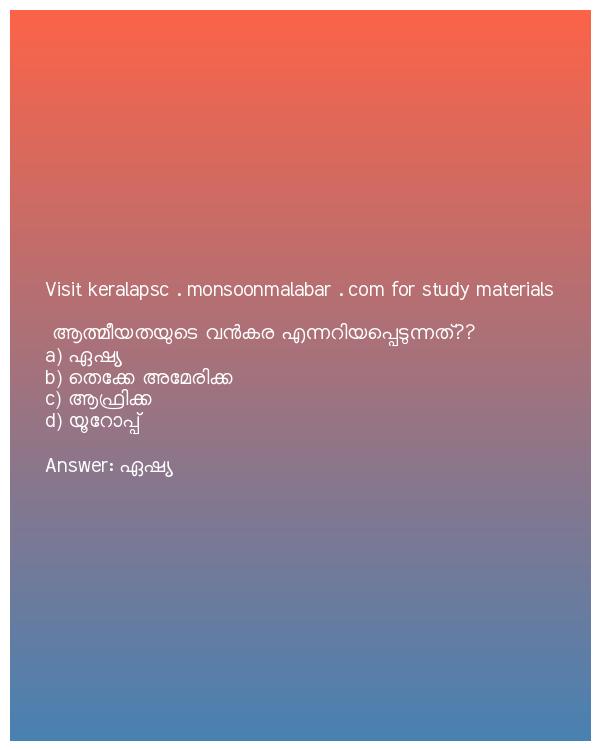 Visit keralapsc . monsoonmalabar . com for study materials
ആത്മീയതയുടെ വൻകര എന്നറിയപ്പെടുന്നത്??
a) ഏഷ്യ
b) തെക്കേ അമേരിക്ക
c) ആഫ്രിക്ക
d) യൂറോപ്പ്
Answer: ഏഷ്യ